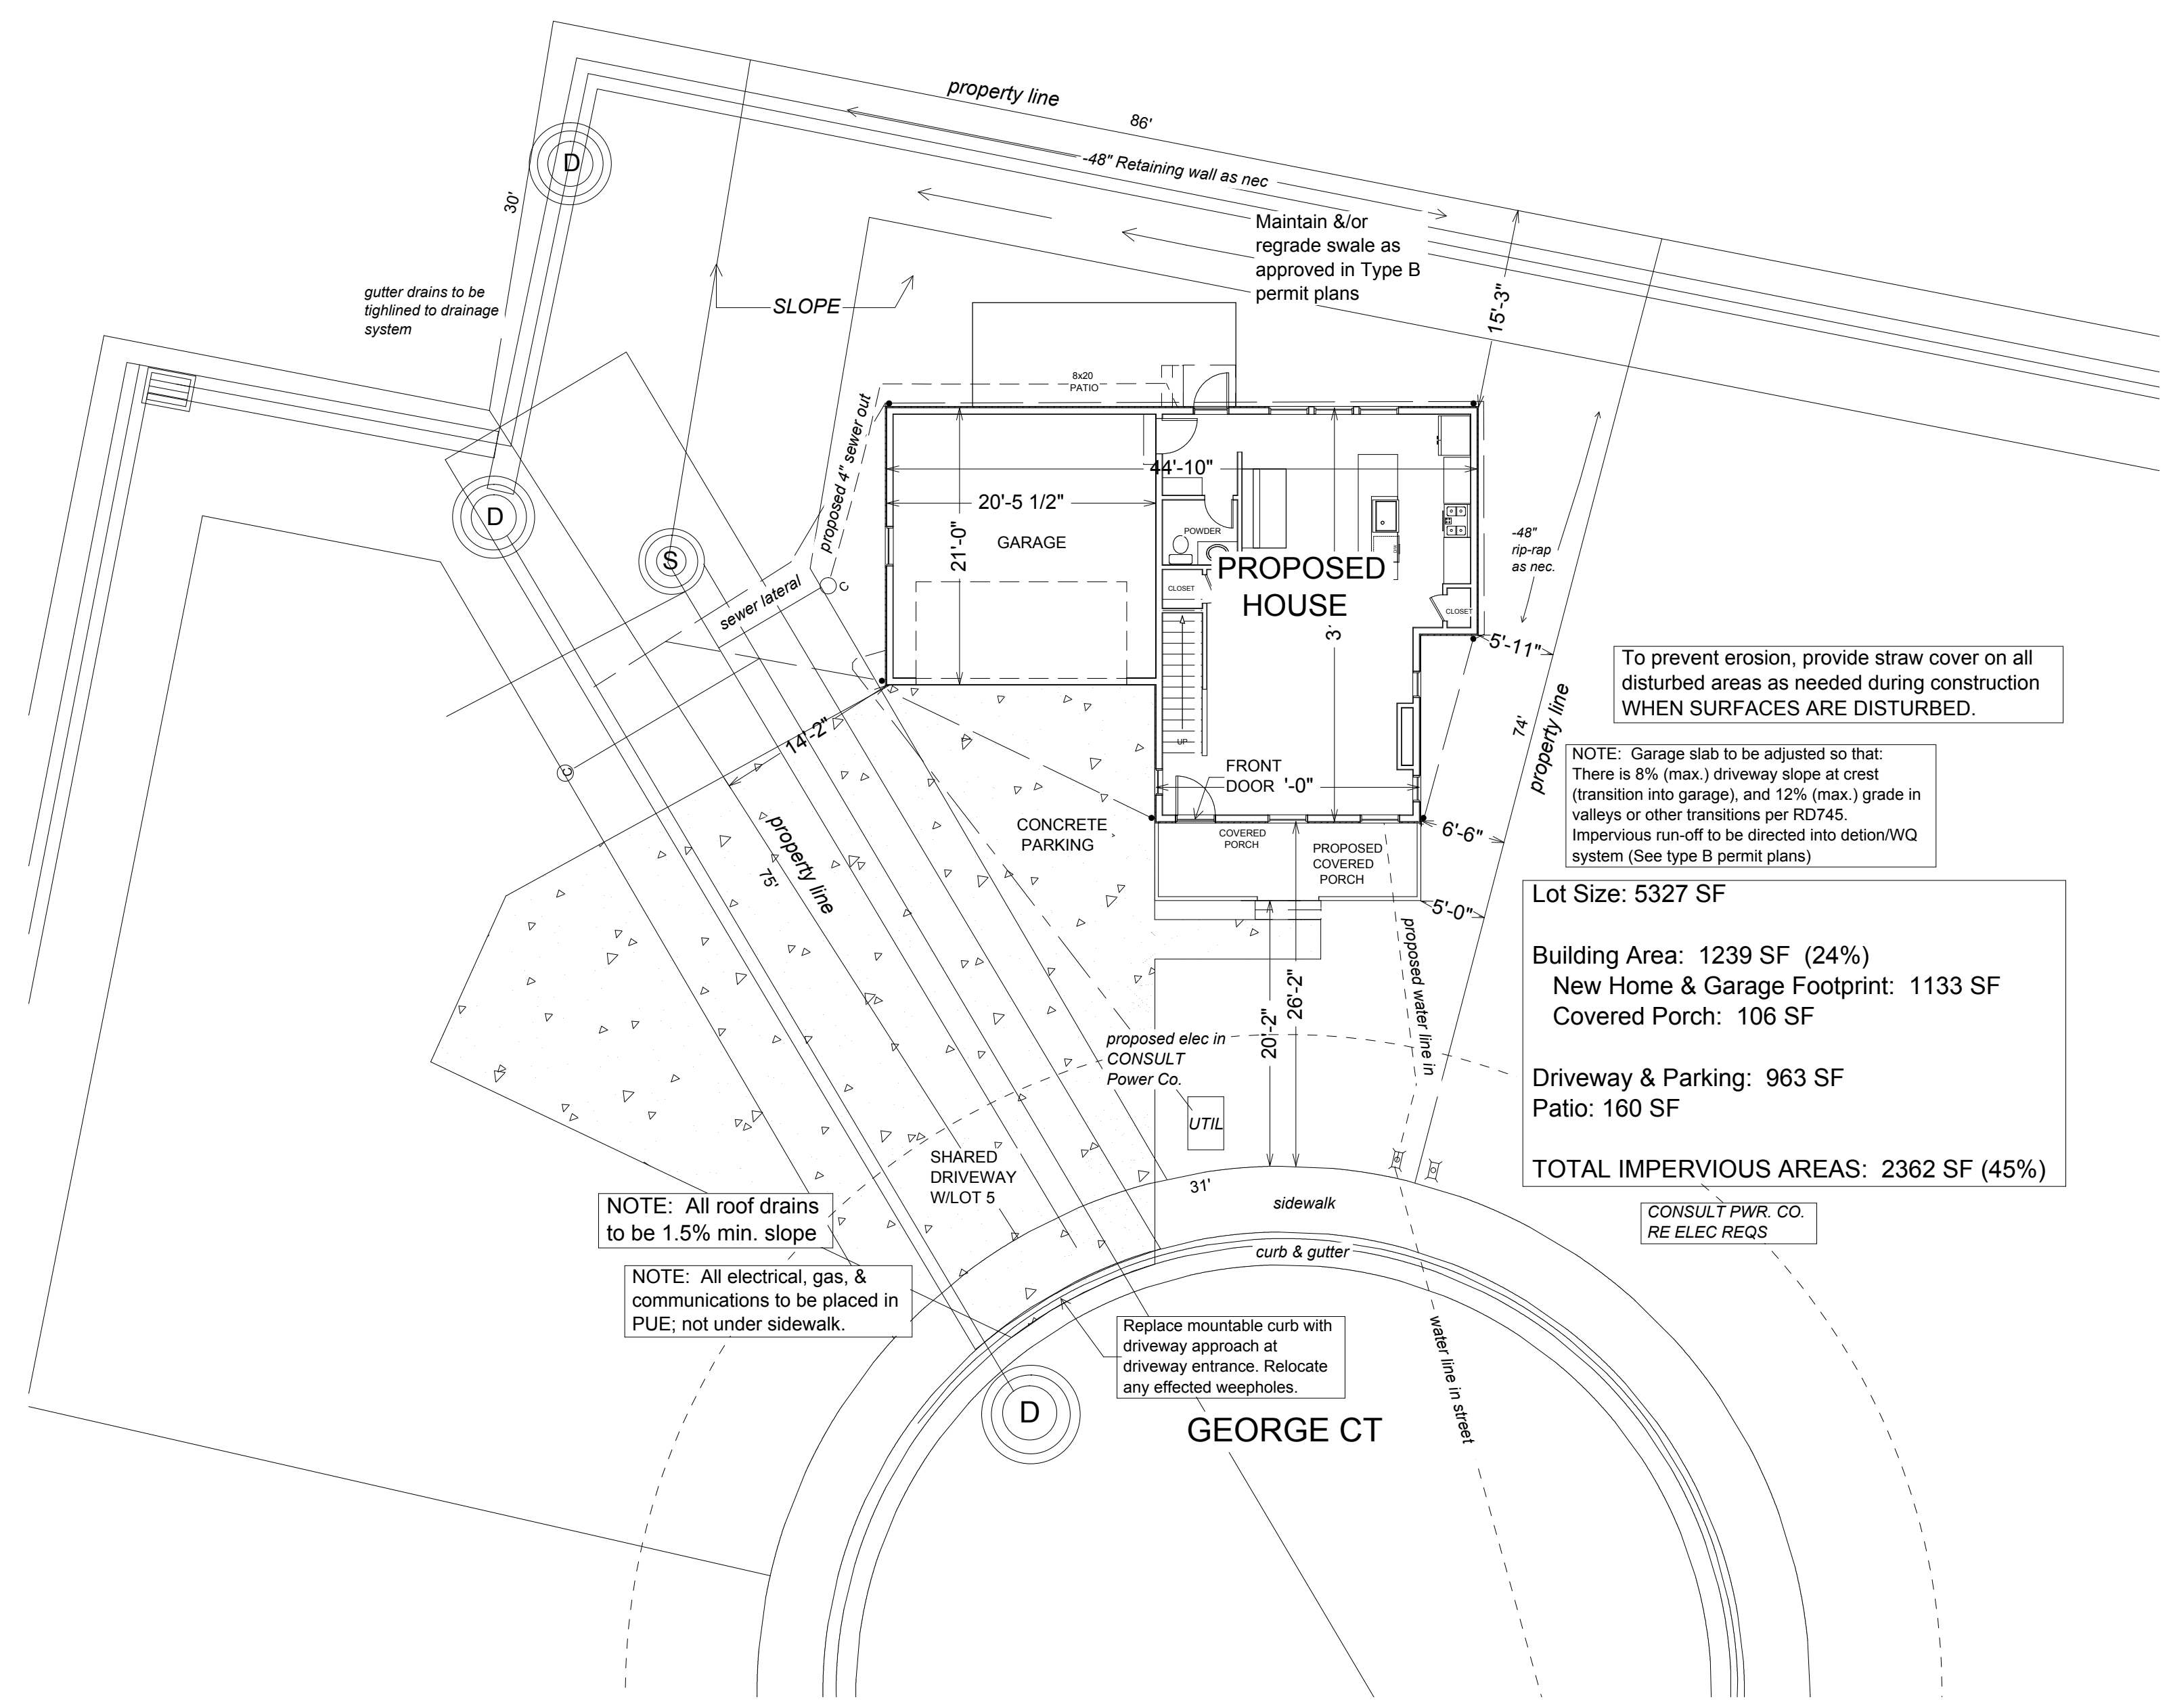 property line
86'
-48" Retaining wall as nec
D
30'
Maintain &/or
regrade swale as
approved in Type B
permit plans
gutter drains to be
tighlined to drainage
system
SLOPE
15'-3"
8x20
PATIO
proposed 4" sewer out
44'-10"
20'-5 1/2"
21'-0"
GARAGE
POWDER
D
S
C
sewer lateral
PROPOSED
HOUSE
CLOSET
CLOSET
3'
UP
-48"
rip-rap
as nec.
5'-11"
To prevent erosion, provide straw cover on all
disturbed areas as needed during construction
WHEN SURFACES ARE DISTURBED.
74'
property line
14'-2"
C
FRONT
DOOR
'-0"
NOTE: Garage slab to be adjusted so that:
There is 8% (max.) driveway slope at crest
(transition into garage), and 12% (max.) grade in
valleys or other transitions per RD745.
Impervious run-off to be directed into detion/WQ
system (See type B permit plans)
property line
75'
CONCRETE
PARKING
COVERED
PORCH
PROPOSED
COVERED
PORCH
6'-6"
5'-0"
Lot Size: 5327 SF
Building Area: 1239 SF (24%)
New Home & Garage Footprint: 1133 SF
Covered Porch: 106 SF
Driveway & Parking: 963 SF
Patio: 160 SF
TOTAL IMPERVIOUS AREAS: 2362 SF (45%)
proposed water line in
20'-2"
26'-2"
proposed elec in
CONSULT
Power Co.
UTIL
SHARED
DRIVEWAY
W/LOT 5
31'
sidewalk
curb & gutter
NOTE: All roof drains
to be 1.5% min. slope
CONSULT PWR. CO.
RE ELEC REQS
NOTE: All electrical, gas, &
communications to be placed in
PUE; not under sidewalk.
Replace mountable curb with
driveway approach at
driveway entrance. Relocate
any effected weepholes.
water line in street
D
GEORGE CT